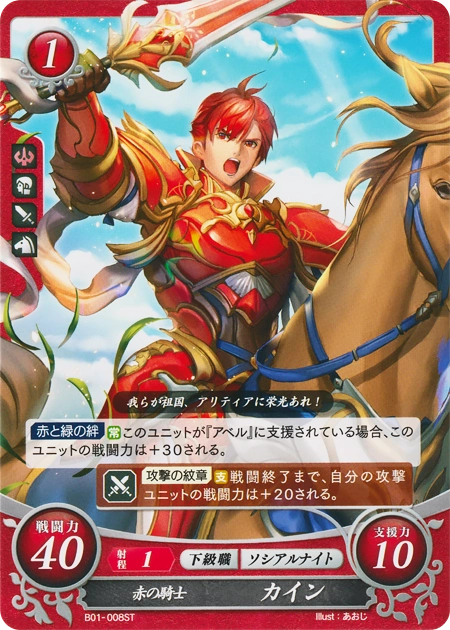 1
我らが祖国、アリティアに栄光あれ!
赤と緑の絆 常 このユニットが『アベル』に支援されている場合、この
ユニットの戦闘力は+30される。
攻撃の紋章 支 戦闘終了まで、自分の攻撃
ユニットの戦闘力は+20される。
戦闘力
40
射程 1 下級職 ソシアルナイト
支援力
10
赤の騎士 カイン
B01-008ST
Illust:あおじ